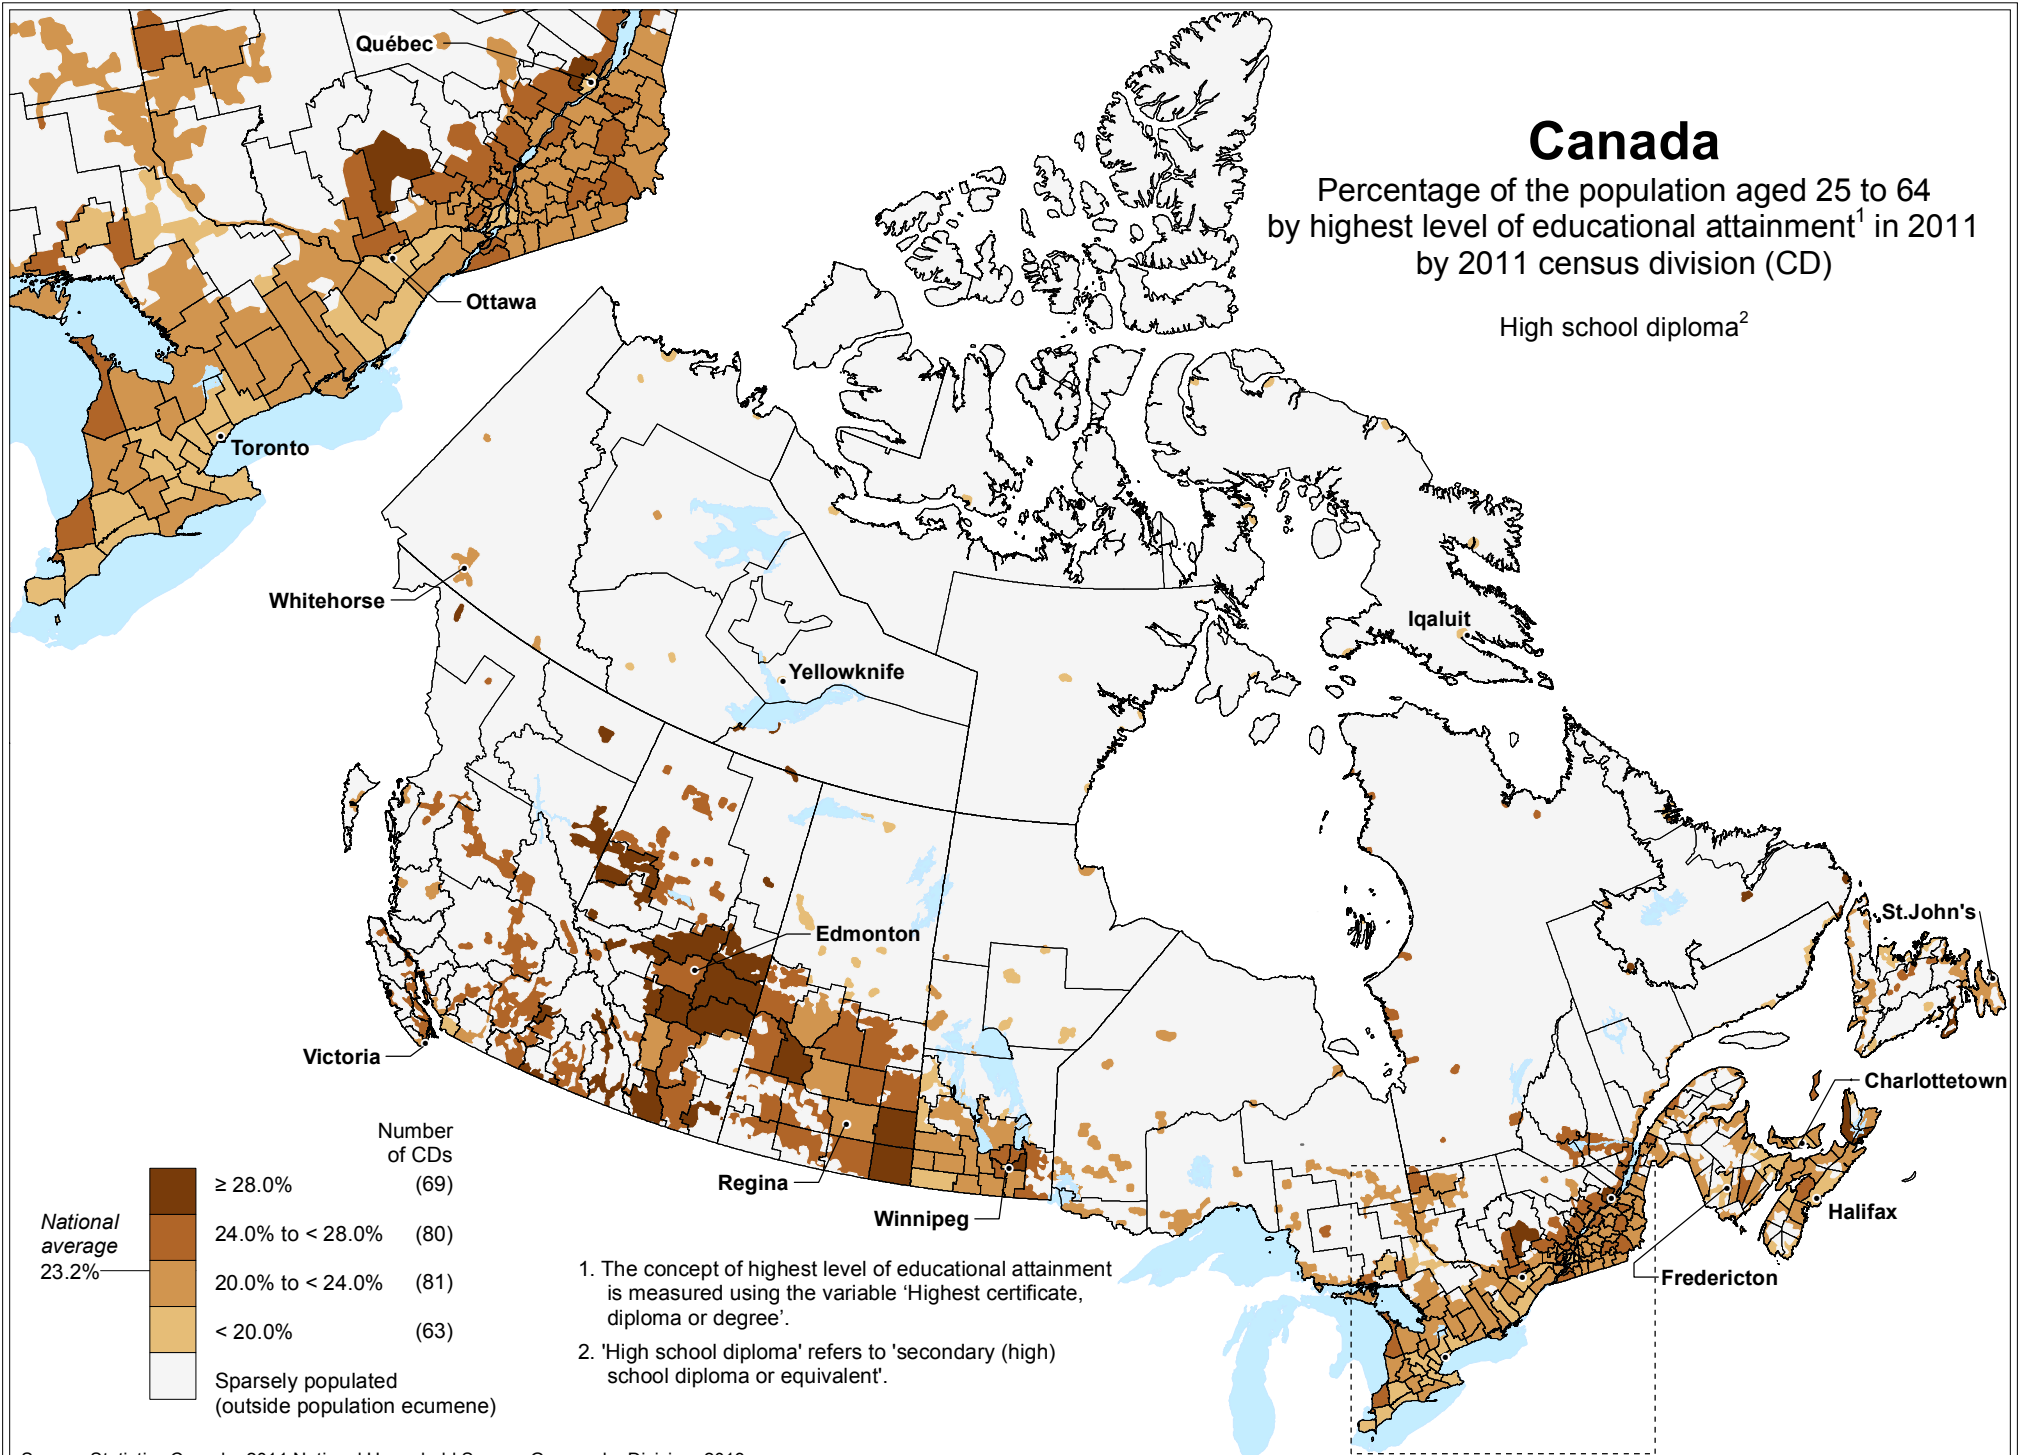 Canada
Percentage of the population aged 25 to 64
by highest level of educational attainment1 in 2011
by 2011 census division (CD)
High school diploma2
Québec
Ottawa
Toronto
Whitehorse
Yellowknife
Iqaluit
Edmonton
St.John's
Victoria
Charlottetown
Regina
Winnipeg
Halifax
Fredericton
Number
of CDs
≥ 28.0% (69)
24.0% to < 28.0% (80)
20.0% to < 24.0% (81)
< 20.0% (63)
Sparsely populated
(outside population ecumene)
National
average
23.2%
1. The concept of highest level of educational attainment
is measured using the variable ‘Highest certificate,
diploma or degree’.
2. 'High school diploma' refers to 'secondary (high)
school diploma or equivalent'.